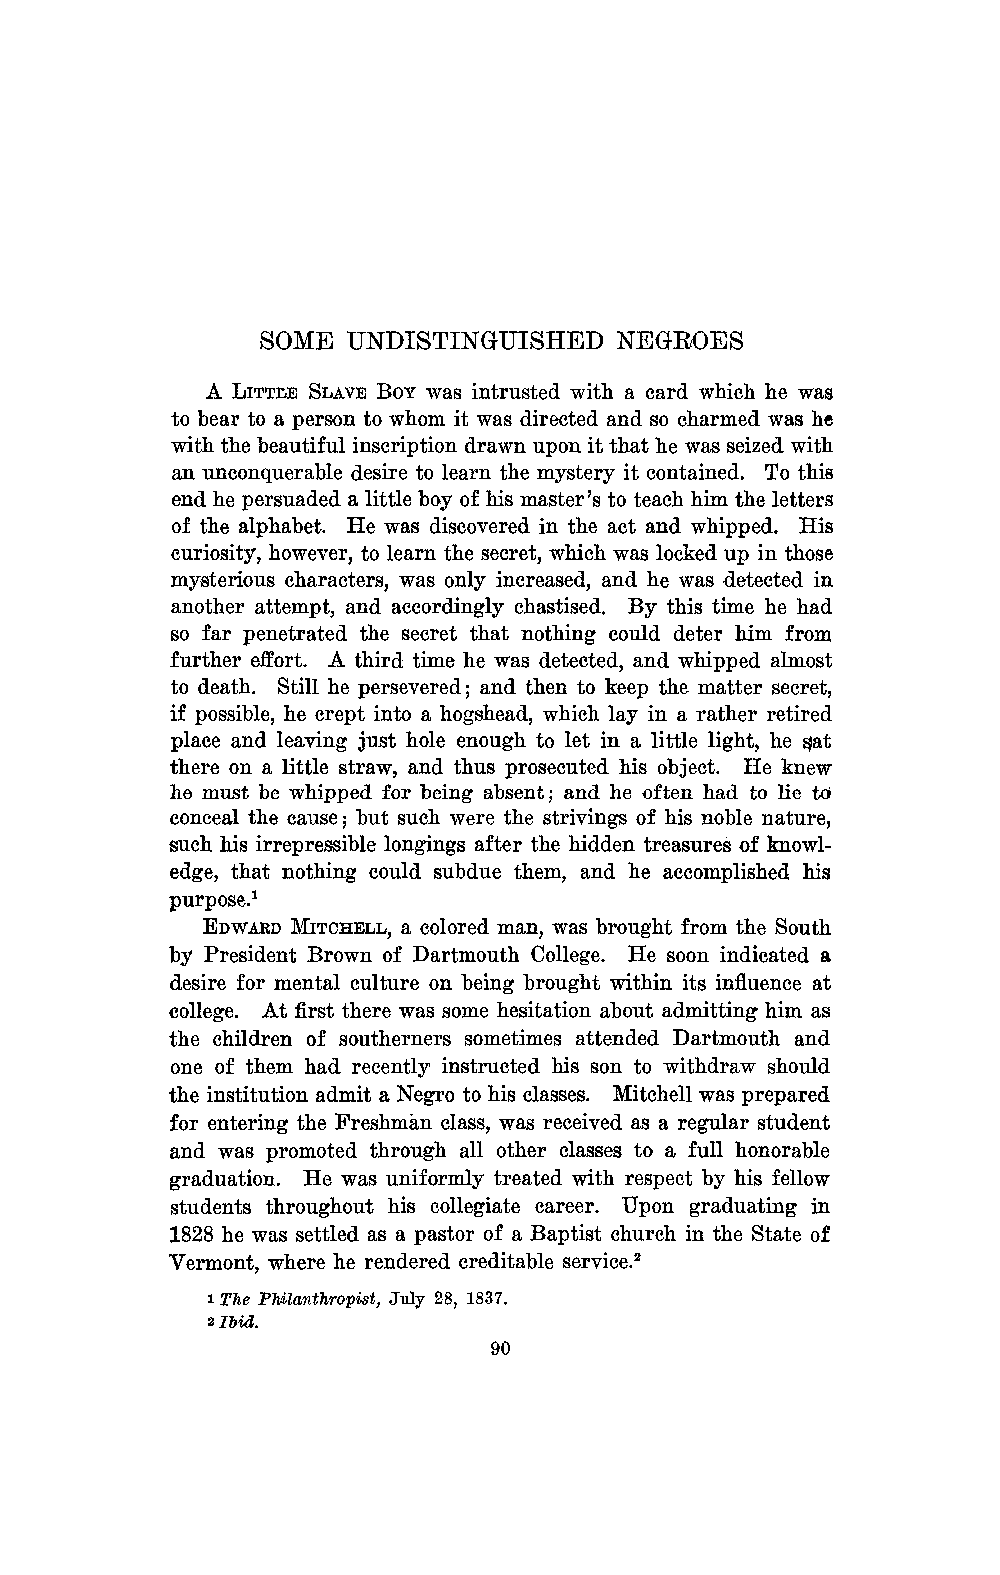 SOME UNDISTINGUISHED NEGROES
A LITTLE SLAVE BOY was intrusted with a card which he was
to bear to a person to whom it was directed and so charmed was he
with the beautiful inscription drawn upon it that he was seized with
an unconquerable desire to learn the mystery it contained. To this
end he persuaded a little boy of his master's to teach him the letters
of the alphabet. He was discovered in the act and whipped. His
curiosity, however, to learn the secret, which was locked up in those
mysterious characters, was only increased, and he was detected in
another attempt, and accordingly chastised. By this time he had
so far penetrated the secret that nothing could deter him from
further effort. A third time he was detected, and whipped almost
to death. Still he persevered; and then to keep the matter secret,
if possible, he crept into a hogshead, which lay in a rather retired
place and leaving just hole enough to let in a little light, he sat
there on a little straw, and thus prosecuted his object. He knew
he must be whipped for being absent; and he often had to lie to
conceal the cause; but such were the strivings of his noble nature,
such his irrepressible longings after the hidden treasures of knowl-
edge, that nothing could subdue them, and he accomplished his
purpose.¹
EDWARD MITCHELL, a colored man, was brought from the South
by President Brown of Dartmouth College. He soon indicated a
desire for mental culture on being brought within its influence at
college. At first there was some hesitation about admitting him as
the children of southerners sometimes attended Dartmouth and
one of them had recently instructed his son to withdraw should
the institution admit a Negro to his classes. Mitchell was prepared
for entering the Freshman class, was received as a regular student
and was promoted through all other classes to a full honorable
graduation. He was uniformly treated with respect by his fellow
students throughout his collegiate career. Upon graduating in
1828 he was settled as a pastor of a Baptist church in the State of
Vermont, where he rendered creditable service.²
¹ The Philanthropist, July 28, 1837.
² Ibid.
90